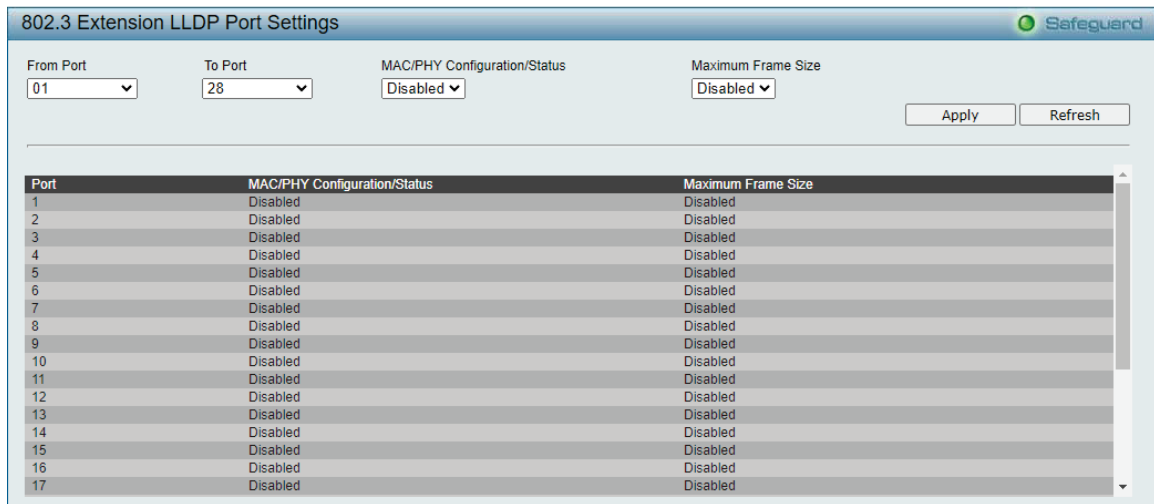 802.3 Extension LLDP Port Settings Safeguard
From Port To Port MAC/PHY Configuration/Status Maximum Frame Size
01 28 Disabled Disabled
Apply Refresh
Port MAC/PHY Configuration/Status Maximum Frame Size
1 Disabled Disabled
2 Disabled Disabled
3 Disabled Disabled
4 Disabled Disabled
5 Disabled Disabled
6 Disabled Disabled
7 Disabled Disabled
8 Disabled Disabled
9 Disabled Disabled
10 Disabled Disabled
11 Disabled Disabled
12 Disabled Disabled
13 Disabled Disabled
14 Disabled Disabled
15 Disabled Disabled
16 Disabled Disabled
17 Disabled Disabled